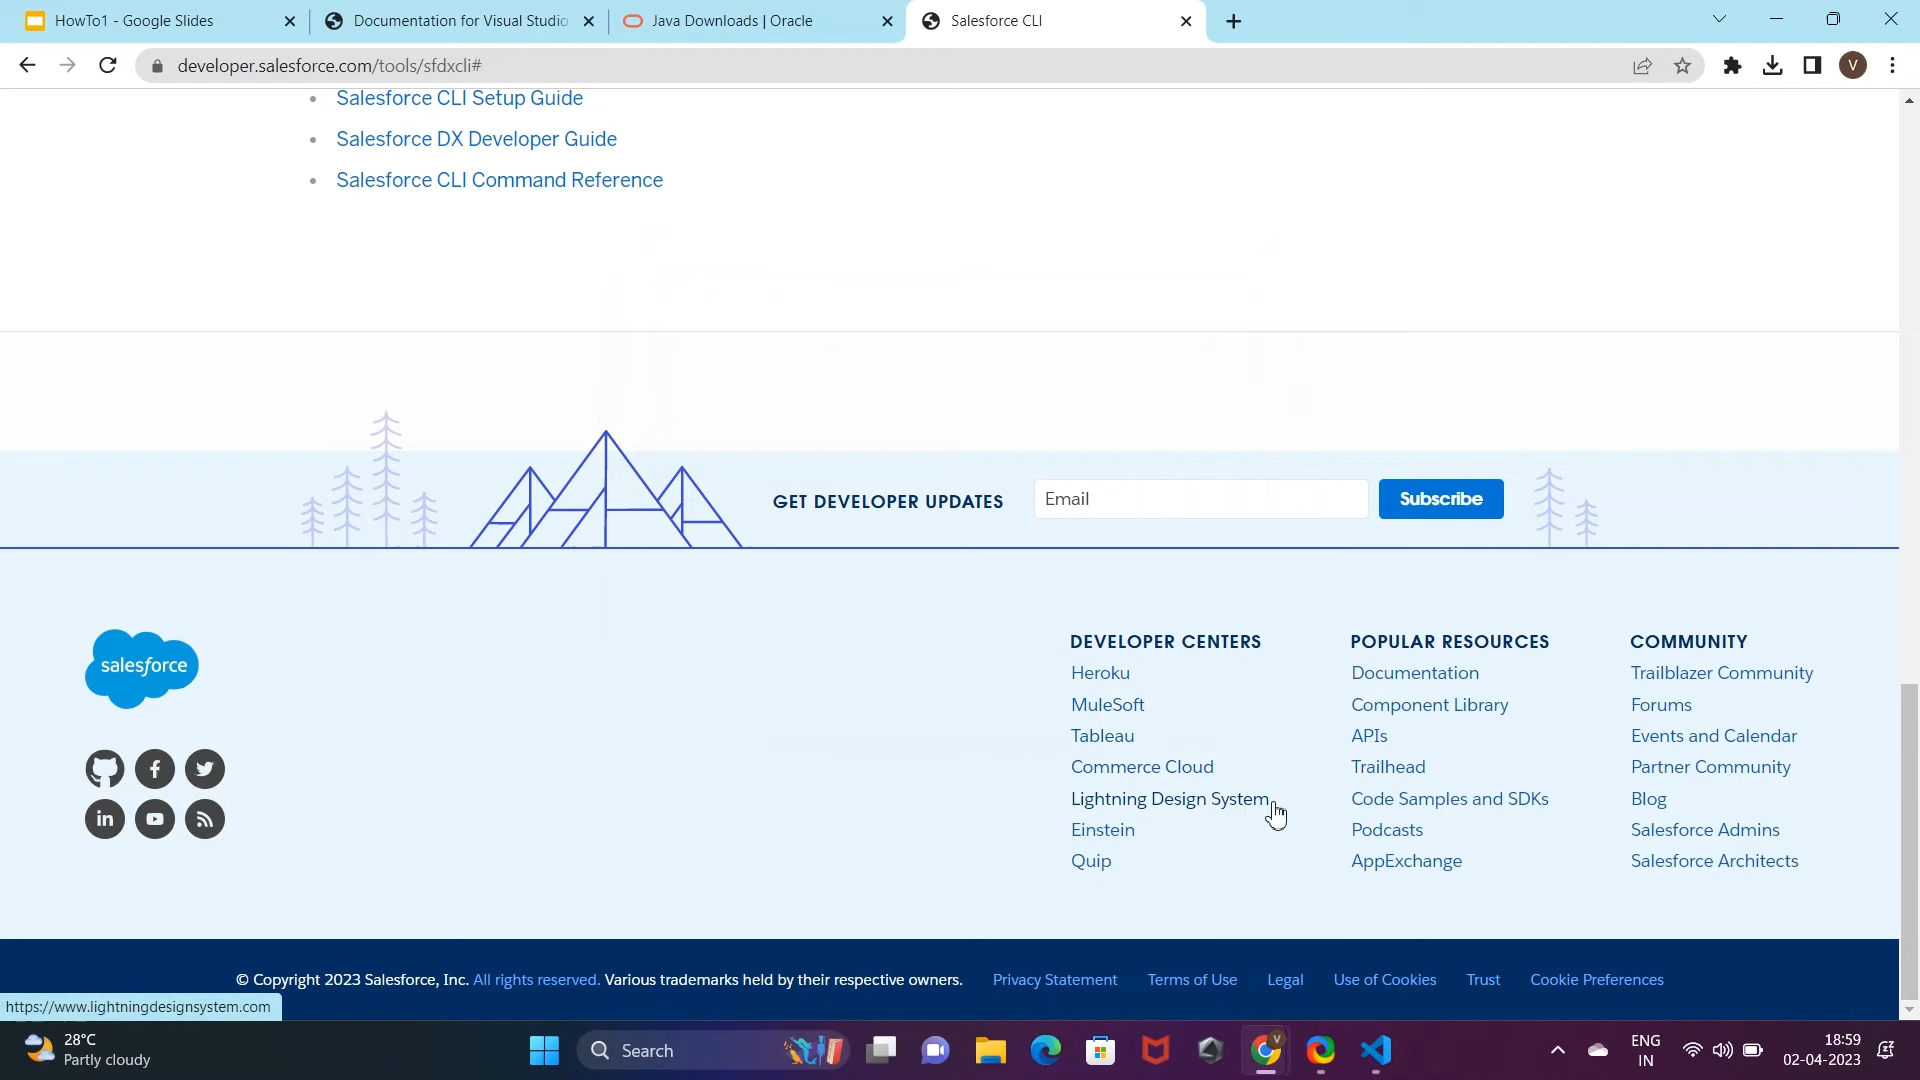 HowTo1 - Google Slides
Documentation for Visual Studio
Java Downloads | Oracle
Salesforce CLI
developer.salesforce.com/tools/sfdxcli#
V
Salesforce CLI Setup Guide
Salesforce DX Developer Guide
Salesforce CLI Command Reference
GET DEVELOPER UPDATES
Email
Subscribe
salesforce
DEVELOPER CENTERS
Heroku
MuleSoft
Tableau
Commerce Cloud
Lightning Design System
Einstein
Quip
POPULAR RESOURCES
Documentation
Component Library
APIs
Trailhead
Code Samples and SDKs
Podcasts
AppExchange
COMMUNITY
Trailblazer Community
Forums
Events and Calendar
Partner Community
Blog
Salesforce Admins
Salesforce Architects
© Copyright 2023 Salesforce, Inc. All rights reserved. Various trademarks held by their respective owners. Privacy Statement Terms of Use Legal Use of Cookies Trust Cookie Preferences
https://www.lightningdesignsystem.com
28°C
Partly cloudy
Search
ENG
IN
18:59
02-04-2023